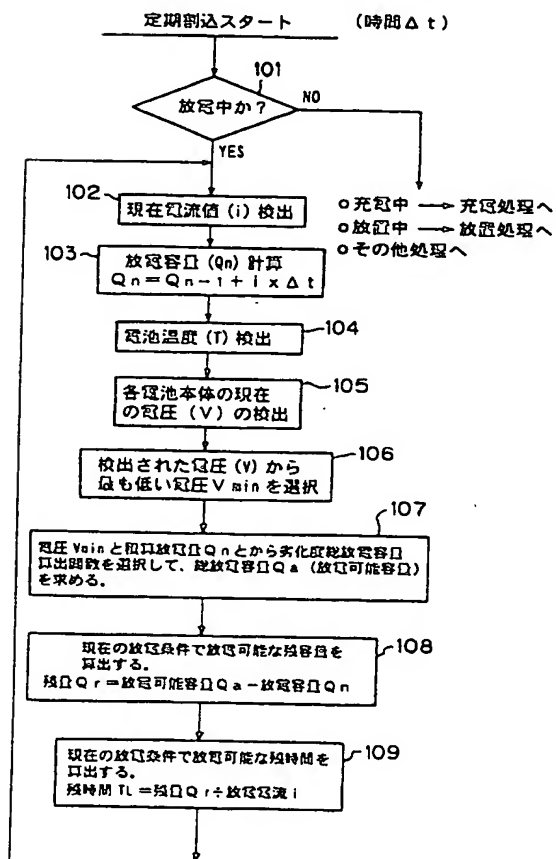 定期割込スタート (時間Δt)
101
放電中か?
NO
YES
102
現在電流値(i)検出
○充電中 → 充電処理へ
○放置中 → 放置処理へ
○その他処理へ
103
放電容量(Qn)計算
Qn=Qn-1+i×Δt
104
電池温度(T)検出
105
各電池本体の現在
の電圧(V)の検出
106
検出された電圧(V)から
最も低い電圧Vminを選択
107
電圧Vminと積算放電量Qnとから劣化度総放電容量
算出関数を選択して、総放電容量Qa(放電可能容量)
を求める。
108
現在の放電条件で放電可能な残容量を
算出する。
残量Qr=放電可能容量Qa-放電容量Qn
109
現在の放電条件で放電可能な残時間を
算出する。
残時間TL=残量Qr÷放電電流i